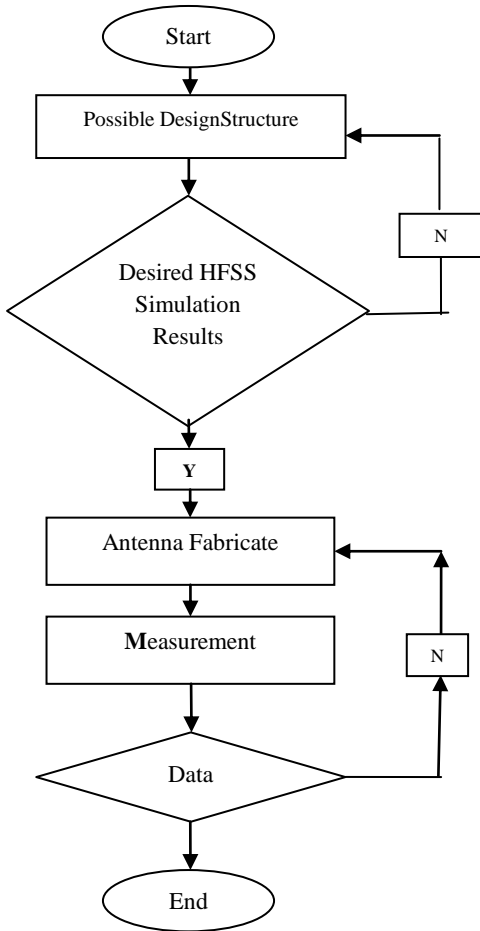 Start
Possible DesignStructure
N
Desired HFSS
Simulation
Results
Y
Antenna Fabricate
Measurement
N
Data
End